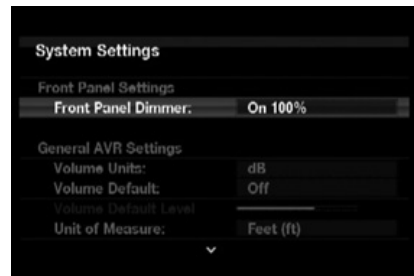 System Settings
Front Panel Settings
Front Panel Dimmer: On 100%
General AVR Settings
Volume Units: dB
Volume Default: Off
Volume Default Level
Unit of Measure: Feet (ft)